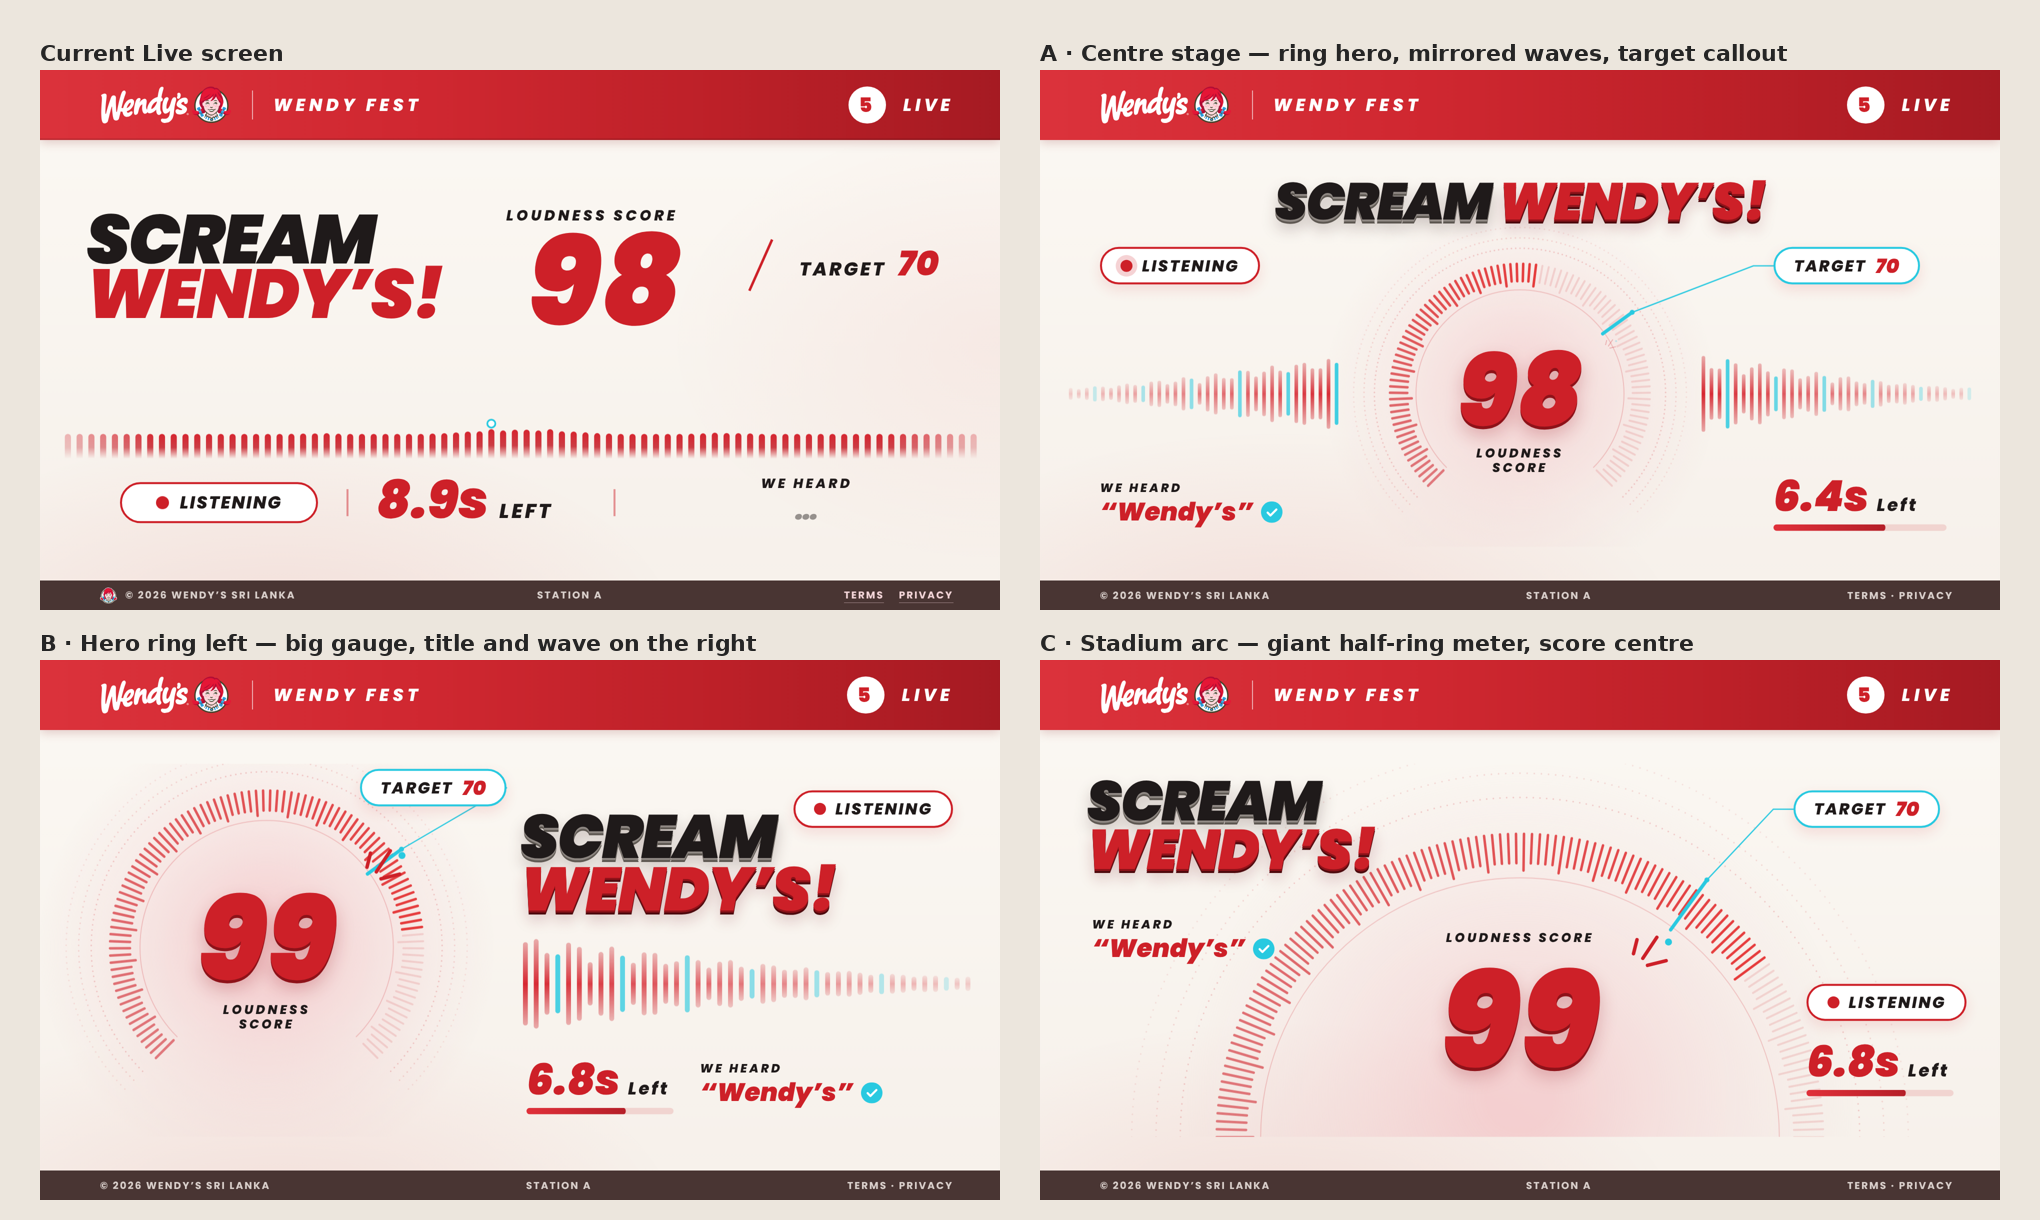 Current Live screen
Wendy's WENDY FEST 5 LIVE
SCREAM
WENDY'S!
LOUDNESS SCORE
98
TARGET 70
LISTENING
8.9s LEFT
WE HEARD
•••
© 2026 WENDY'S SRI LANKA STATION A TERMS PRIVACY
A · Centre stage — ring hero, mirrored waves, target callout
Wendy's WENDY FEST 5 LIVE
SCREAM WENDY'S!
LISTENING
TARGET 70
98
LOUDNESS
SCORE
WE HEARD
“Wendy’s”
6.4s Left
© 2026 WENDY'S SRI LANKA STATION A TERMS · PRIVACY
B · Hero ring left — big gauge, title and wave on the right
Wendy's WENDY FEST 5 LIVE
TARGET 70
99
LOUDNESS
SCORE
LISTENING
SCREAM
WENDY'S!
6.8s Left
WE HEARD
“Wendy’s”
© 2026 WENDY'S SRI LANKA STATION A TERMS · PRIVACY
C · Stadium arc — giant half-ring meter, score centre
Wendy's WENDY FEST 5 LIVE
SCREAM
WENDY'S!
TARGET 70
WE HEARD
“Wendy’s”
LOUDNESS SCORE
99
LISTENING
6.8s Left
© 2026 WENDY'S SRI LANKA STATION A TERMS · PRIVACY